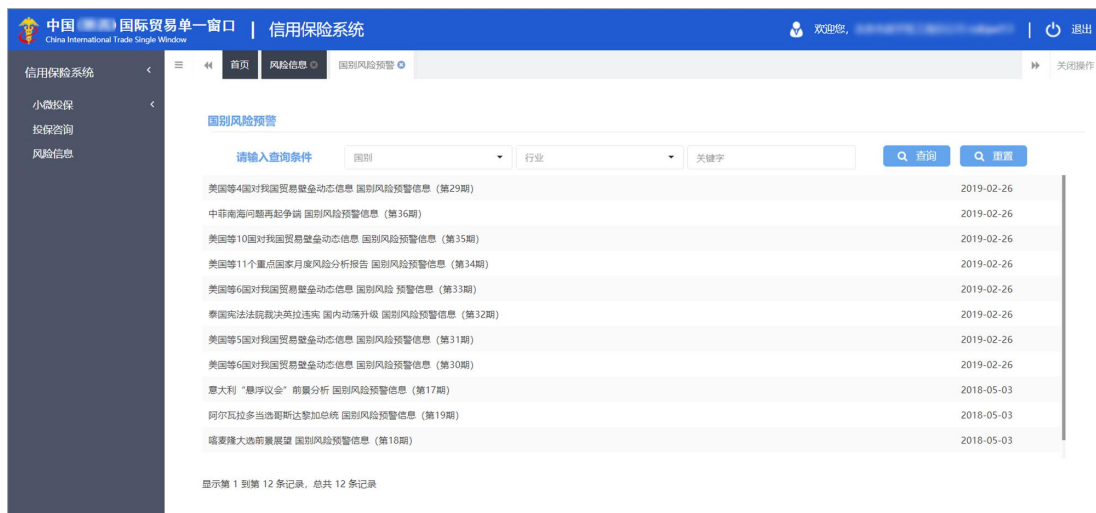 中国 国际贸易单一窗口 | 信用保险系统
China International Trade Single Window
欢迎您,
退出
信用保险系统
首页
风险信息
国别风险预警
关闭操作
小微投保
投保咨询
风险信息
国别风险预警
请输入查询条件
国别
行业
关键字
查询
重置
美国等4国对我国贸易壁垒动态信息 国别风险预警信息（第29期） 2019-02-26
中菲南海问题再起争端 国别风险预警信息（第36期） 2019-02-26
美国等10国对我国贸易壁垒动态信息 国别风险预警信息（第35期） 2019-02-26
美国等11个重点国家月度风险分析报告 国别风险预警信息（第34期） 2019-02-26
美国等6国对我国贸易壁垒动态信息 国别风险 预警信息（第33期） 2019-02-26
泰国宪法法院裁决英拉违宪 国内动荡升级 国别风险预警信息（第32期） 2019-02-26
美国等5国对我国贸易壁垒动态信息 国别风险预警信息（第31期） 2019-02-26
美国等6国对我国贸易壁垒动态信息 国别风险预警信息（第30期） 2019-02-26
意大利“悬浮议会”前景分析 国别风险预警信息（第17期） 2018-05-03
阿尔瓦拉多当选哥斯达黎加总统 国别风险预警信息（第19期） 2018-05-03
喀麦隆大选前景展望 国别风险预警信息（第18期） 2018-05-03
显示第 1 到第 12 条记录，总共 12 条记录